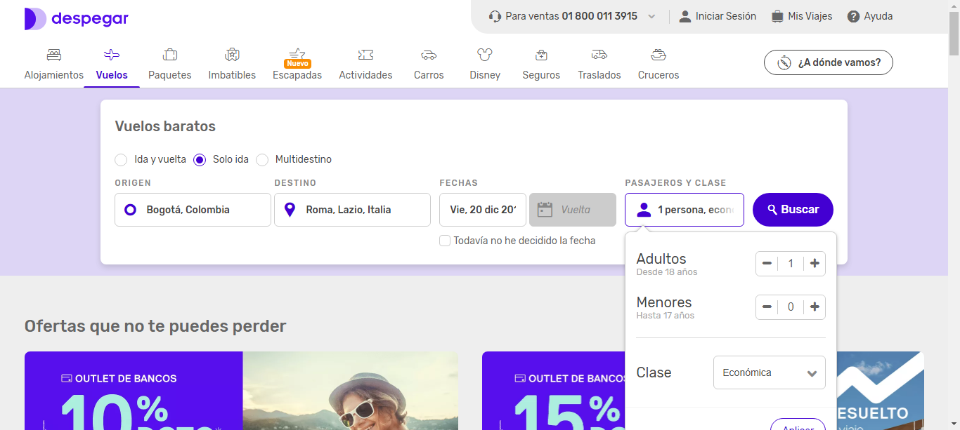 despegar
Para ventas 01 800 011 3915
Iniciar Sesión
Mis Viajes
Ayuda
Alojamientos
Vuelos
Paquetes
Imbatibles
Nuevo
Escapadas
Actividades
Carros
Disney
Seguros
Traslados
Cruceros
¿A dónde vamos?
Vuelos baratos
Ida y vuelta
Solo ida
Multidestino
ORIGEN
DESTINO
FECHAS
PASAJEROS Y CLASE
Bogotá, Colombia
Roma, Lazio, Italia
Vie, 20 dic 20
Vuelta
1 persona, econ
Buscar
Todavía no he decidido la fecha
Adultos
Desde 18 años
1
Menores
Hasta 17 años
0
Clase
Económica
Aplicar
Ofertas que no te puedes perder
OUTLET DE BANCOS
10%
OUTLET DE BANCOS
15%
ESUELTO